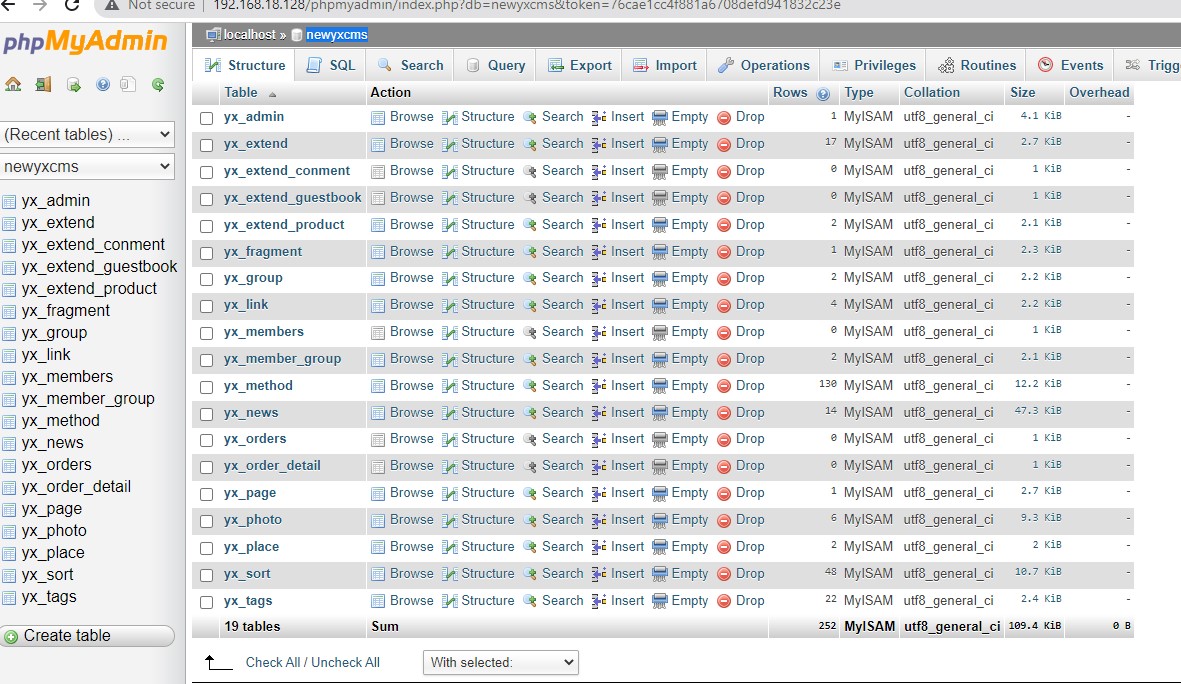 Not secure 192.168.18.128/phpmyadmin/index.php?db=newyxcms&token=76cae1cc4f881a6708defd941832c23e
phpMyAdmin
(Recent tables) ...
newyxcms
yx_admin
yx_extend
yx_extend_conment
yx_extend_guestbook
yx_extend_product
yx_fragment
yx_group
yx_link
yx_members
yx_member_group
yx_method
yx_news
yx_orders
yx_order_detail
yx_page
yx_photo
yx_place
yx_sort
yx_tags
Create table
localhost » newyxcms
Structure SQL Search Query Export Import Operations Privileges Routines Events Trigg
Table Action Rows Type Collation Size Overhead
yx_admin Browse Structure Search Insert Empty Drop 1 MyISAM utf8_general_ci 4.1 KiB -
yx_extend Browse Structure Search Insert Empty Drop 17 MyISAM utf8_general_ci 2.7 KiB -
yx_extend_conment Browse Structure Search Insert Empty Drop 0 MyISAM utf8_general_ci 1 KiB -
yx_extend_guestbook Browse Structure Search Insert Empty Drop 0 MyISAM utf8_general_ci 1 KiB -
yx_extend_product Browse Structure Search Insert Empty Drop 2 MyISAM utf8_general_ci 2.1 KiB -
yx_fragment Browse Structure Search Insert Empty Drop 1 MyISAM utf8_general_ci 2.3 KiB -
yx_group Browse Structure Search Insert Empty Drop 2 MyISAM utf8_general_ci 2.2 KiB -
yx_link Browse Structure Search Insert Empty Drop 4 MyISAM utf8_general_ci 2.2 KiB -
yx_members Browse Structure Search Insert Empty Drop 0 MyISAM utf8_general_ci 1 KiB -
yx_member_group Browse Structure Search Insert Empty Drop 2 MyISAM utf8_general_ci 2.1 KiB -
yx_method Browse Structure Search Insert Empty Drop 130 MyISAM utf8_general_ci 12.2 KiB -
yx_news Browse Structure Search Insert Empty Drop 14 MyISAM utf8_general_ci 47.3 KiB -
yx_orders Browse Structure Search Insert Empty Drop 0 MyISAM utf8_general_ci 1 KiB -
yx_order_detail Browse Structure Search Insert Empty Drop 0 MyISAM utf8_general_ci 1 KiB -
yx_page Browse Structure Search Insert Empty Drop 1 MyISAM utf8_general_ci 2.7 KiB -
yx_photo Browse Structure Search Insert Empty Drop 6 MyISAM utf8_general_ci 9.3 KiB -
yx_place Browse Structure Search Insert Empty Drop 2 MyISAM utf8_general_ci 2 KiB -
yx_sort Browse Structure Search Insert Empty Drop 48 MyISAM utf8_general_ci 10.7 KiB -
yx_tags Browse Structure Search Insert Empty Drop 22 MyISAM utf8_general_ci 2.4 KiB -
19 tables Sum 252 MyISAM utf8_general_ci 109.4 KiB 0 B
Check All / Uncheck All With selected: